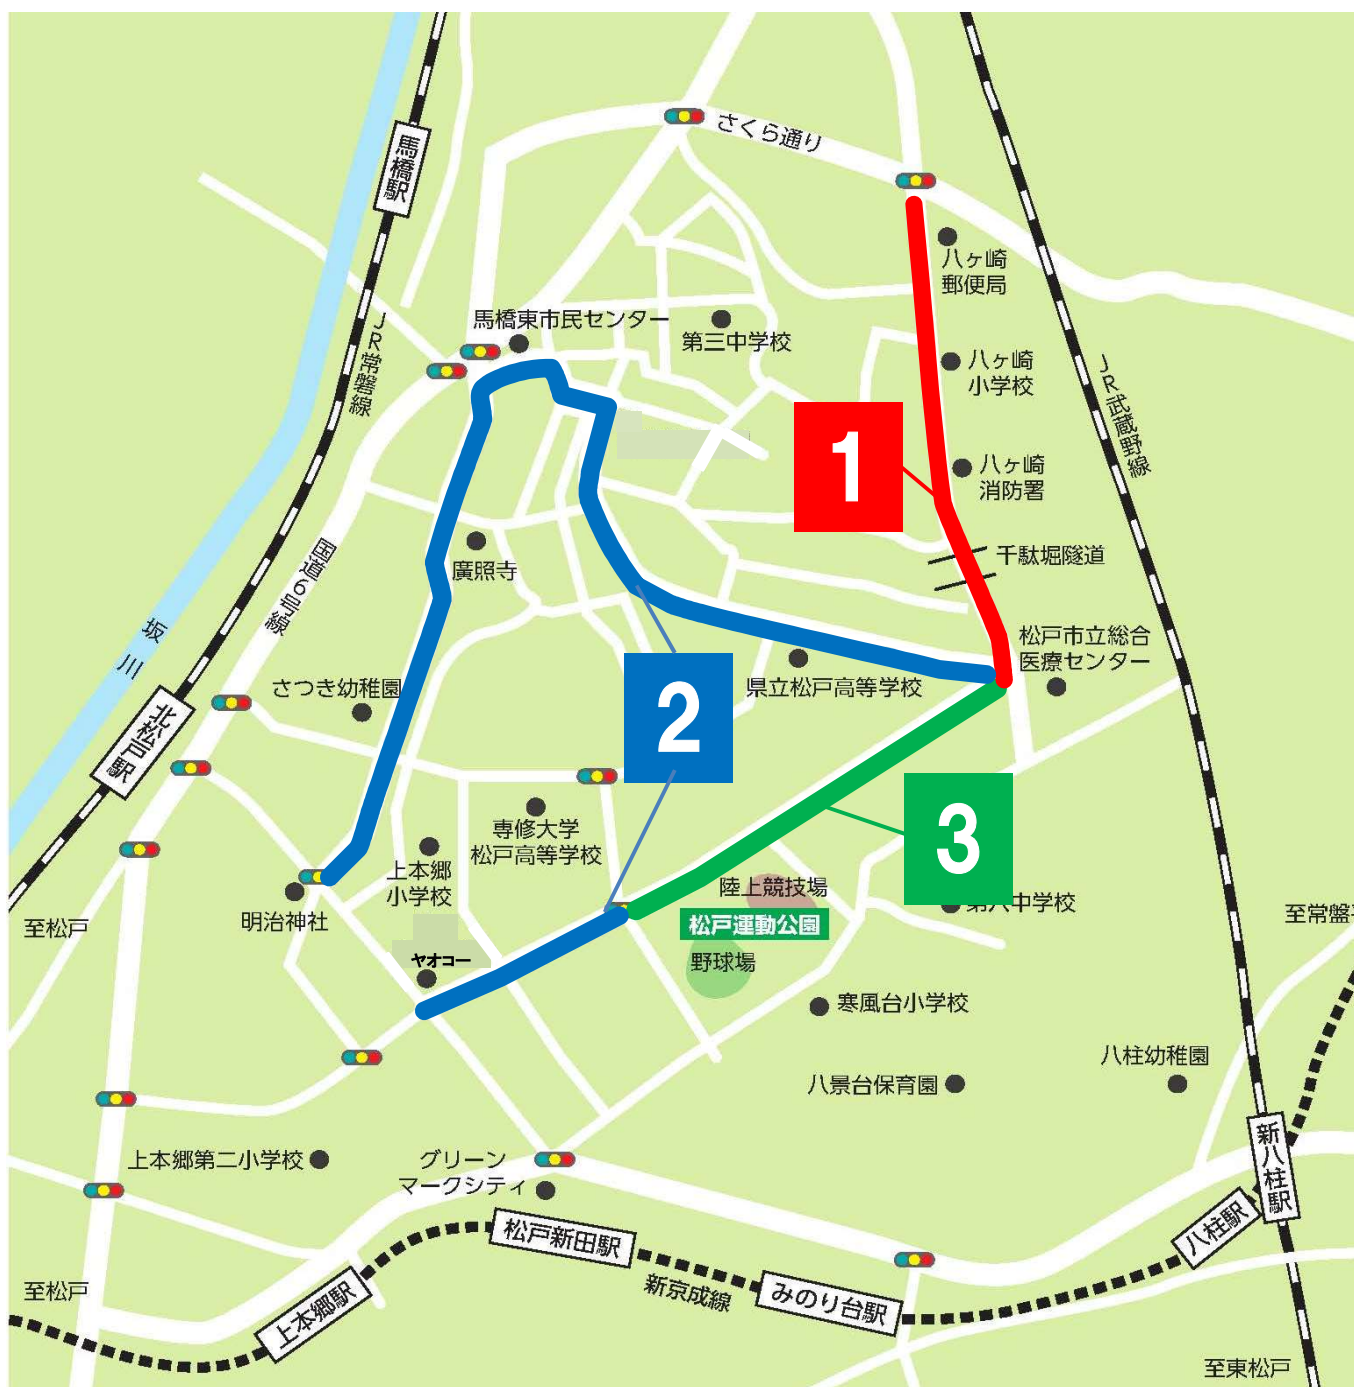 さくら通り
馬橋駅
八ヶ崎
郵便局
JR常磐線
馬橋東市民センター
第三中学校
八ヶ崎
小学校
JR武蔵野線
1
八ヶ崎
消防署
国道6号線
廣照寺
千駄堀隧道
坂川
松戸市立総合
医療センター
さつき幼稚園
県立松戸高等学校
2
北松戸駅
3
専修大学
松戸高等学校
上本郷
小学校
明治神社
陸上競技場
第六中学校
至松戸
松戸運動公園
至常盤平
ヤオコー
野球場
寒風台小学校
八柱幼稚園
八景台保育園
上本郷第二小学校
グリーン
マークシティ
新八柱駅
八柱駅
松戸新田駅
至松戸
新京成線
みのり台駅
上本郷駅
至東松戸